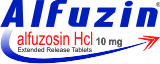 Alfuzin®
alfuzosin Hcl 10 mg
Extended Release Tablets